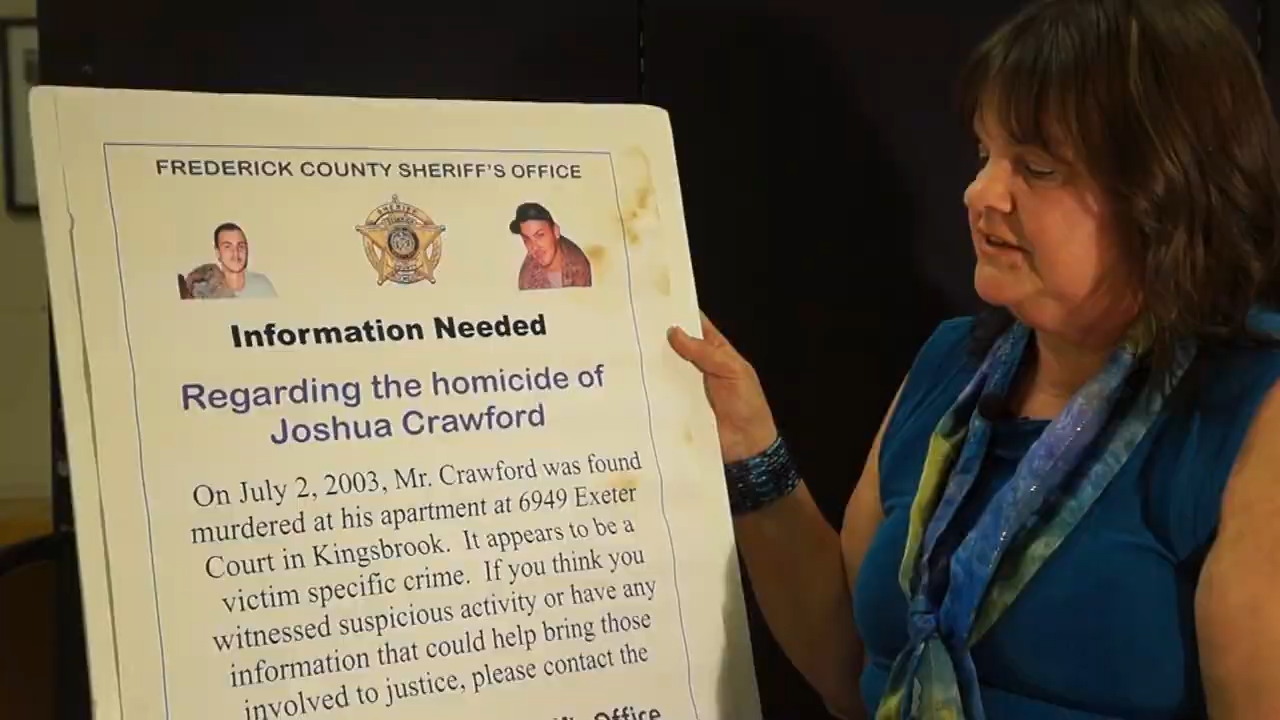 FREDERICK COUNTY SHERIFF'S OFFICE
SHERIFF
Information Needed
Regarding the homicide of
Joshua Crawford
On July 2, 2003, Mr. Crawford was found
murdered at his apartment at 6949 Exeter
Court in Kingsbrook. It appears to be a
victim specific crime. If you think you
witnessed suspicious activity or have any
information that could help bring those
involved to justice, please contact the
Office